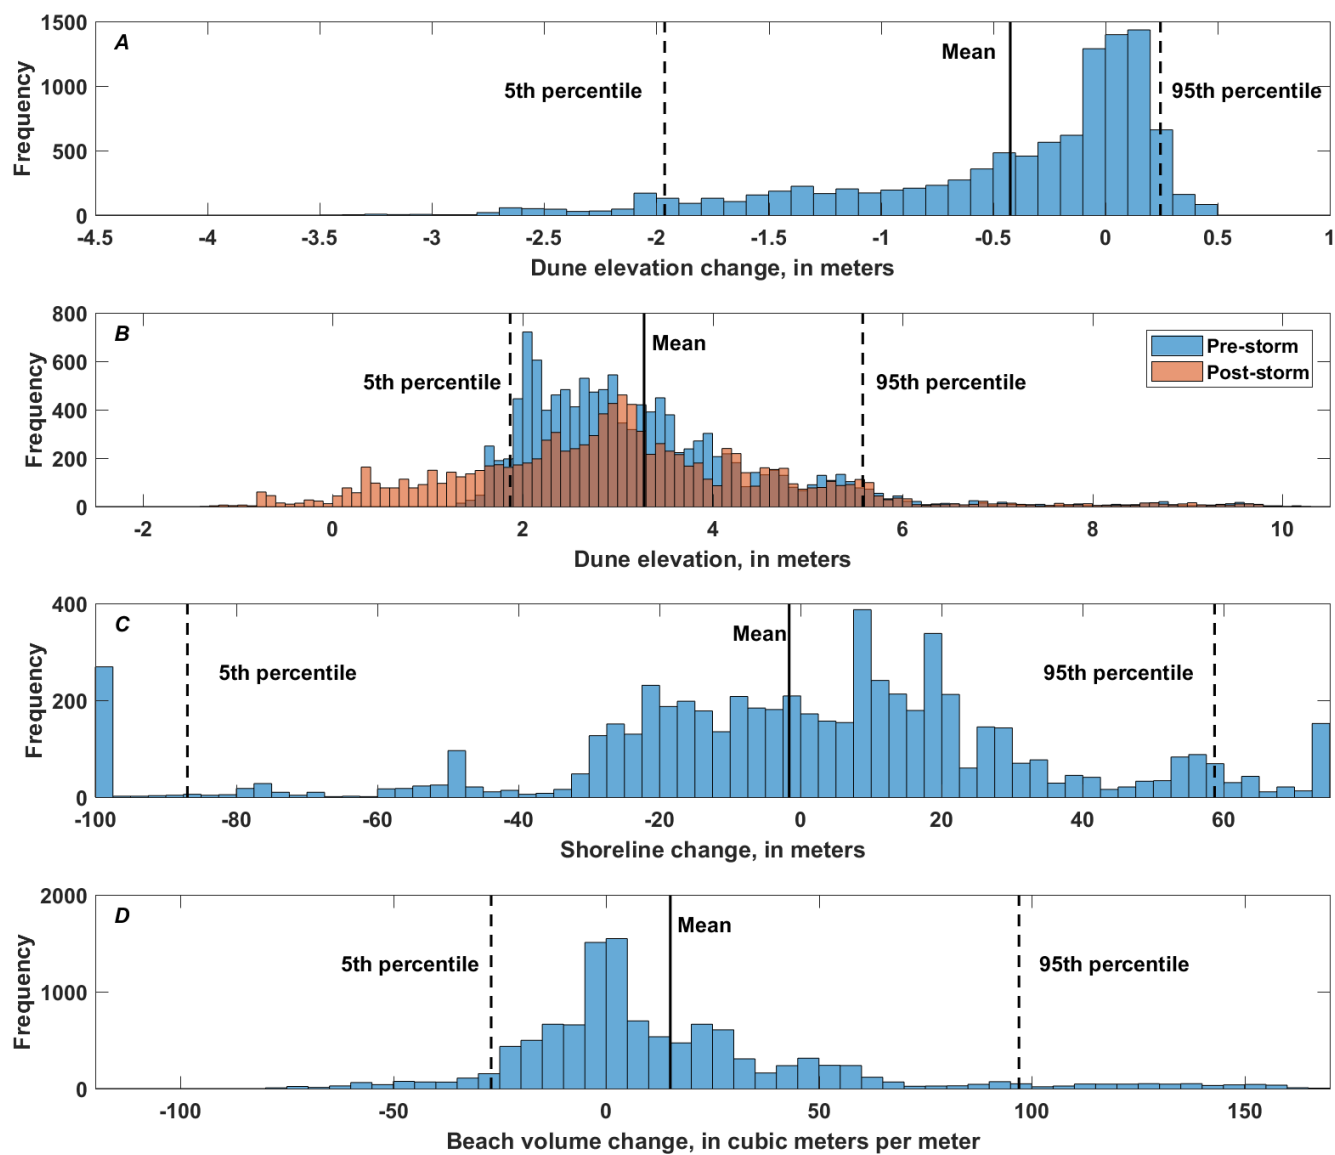 A
1500
1000
500
0
Frequency
5th percentile
Mean
95th percentile
-4.5 -4 -3.5 -3 -2.5 -2 -1.5 -1 -0.5 0 0.5 1
Dune elevation change, in meters
B
800
600
400
200
0
Frequency
5th percentile
Mean
95th percentile
Pre-storm
Post-storm
-2 0 2 4 6 8 10
Dune elevation, in meters
C
400
200
0
Frequency
5th percentile
Mean
95th percentile
-100 -80 -60 -40 -20 0 20 40 60
Shoreline change, in meters
D
2000
1000
0
Frequency
5th percentile
Mean
95th percentile
-100 -50 0 50 100 150
Beach volume change, in cubic meters per meter